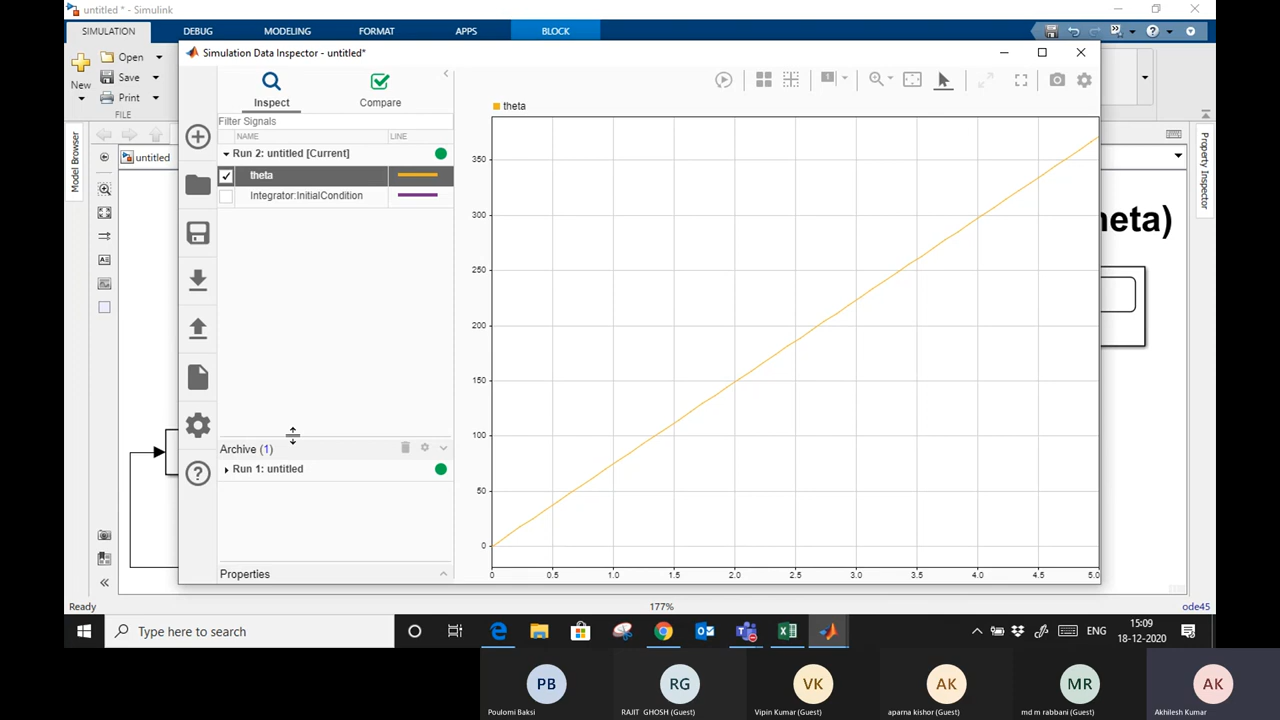 untitled * - Simulink
SIMULATION DEBUG MODELING FORMAT APPS BLOCK
New
Open
Save
Print
FILE
Simulation Data Inspector - untitled*
Inspect
Compare
Filter Signals
NAME LINE
Run 2: untitled [Current]
theta
Integrator:InitialCondition
Archive (1)
Run 1: untitled
Properties
theta
350
300
250
200
150
100
50
0
0 0.5 1.0 1.5 2.0 2.5 3.0 3.5 4.0 4.5 5.0
Model Browser
untitled
Property Inspector
heta)
Ready 177% ode45
Type here to search
ENG
15:09
18-12-2020
PB RG VK AK MR AK
Poulomi Baksi RAJIT GHOSH (Guest) Vipin Kumar (Guest) aparna kishor (Guest) md m rabbani (Guest) Akhilesh Kumar